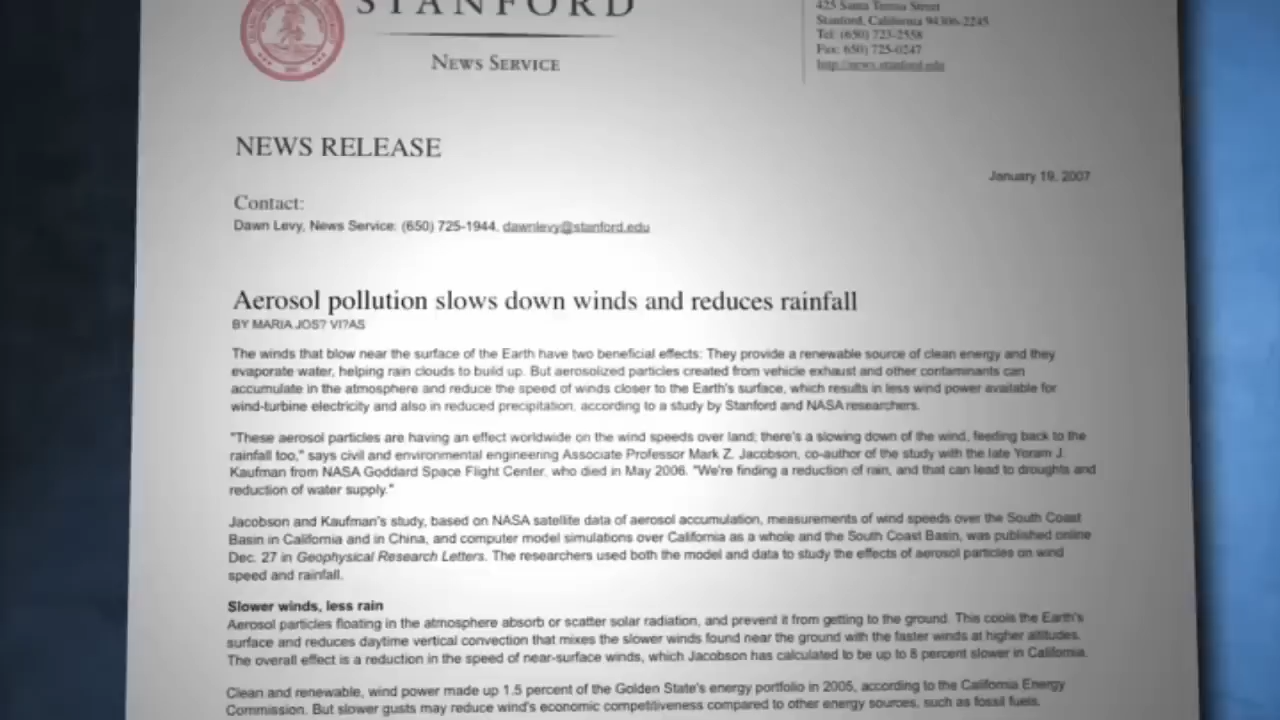 STANFORD
NEWS SERVICE
425 Santa Teresa Street
Stanford, California 94306-2245
Tel: (650) 723-2558
Fax: 650) 725-0247
http://news.stanford.edu
NEWS RELEASE
January 19, 2007
Contact:
Dawn Levy, News Service: (650) 725-1944, dawnlevy@stanford.edu
Aerosol pollution slows down winds and reduces rainfall
BY MARIA JOS? VI?AS
The winds that blow near the surface of the Earth have two beneficial effects: They provide a renewable source of clean energy and they
evaporate water, helping rain clouds to build up. But aerosolized particles created from vehicle exhaust and other contaminants can
accumulate in the atmosphere and reduce the speed of winds closer to the Earth's surface, which results in less wind power available for
wind-turbine electricity and also in reduced precipitation, according to a study by Stanford and NASA researchers.
"These aerosol particles are having an effect worldwide on the wind speeds over land; there's a slowing down of the wind, feeding back to the
rainfall too," says civil and environmental engineering Associate Professor Mark Z. Jacobson, co-author of the study with the late Yoram J.
Kaufman from NASA Goddard Space Flight Center, who died in May 2006. "We're finding a reduction of rain, and that can lead to droughts and
reduction of water supply."
Jacobson and Kaufman's study, based on NASA satellite data of aerosol accumulation, measurements of wind speeds over the South Coast
Basin in California and in China, and computer model simulations over California as a whole and the South Coast Basin, was published online
Dec. 27 in Geophysical Research Letters. The researchers used both the model and data to study the effects of aerosol particles on wind
speed and rainfall.
Slower winds, less rain
Aerosol particles floating in the atmosphere absorb or scatter solar radiation, and prevent it from getting to the ground. This cools the Earth's
surface and reduces daytime vertical convection that mixes the slower winds found near the ground with the faster winds at higher altitudes.
The overall effect is a reduction in the speed of near-surface winds, which Jacobson has calculated to be up to 8 percent slower in California.
Clean and renewable, wind power made up 1.5 percent of the Golden State's energy portfolio in 2005, according to the California Energy
Commission. But slower gusts may reduce wind's economic competitiveness compared to other energy sources, such as fossil fuels.